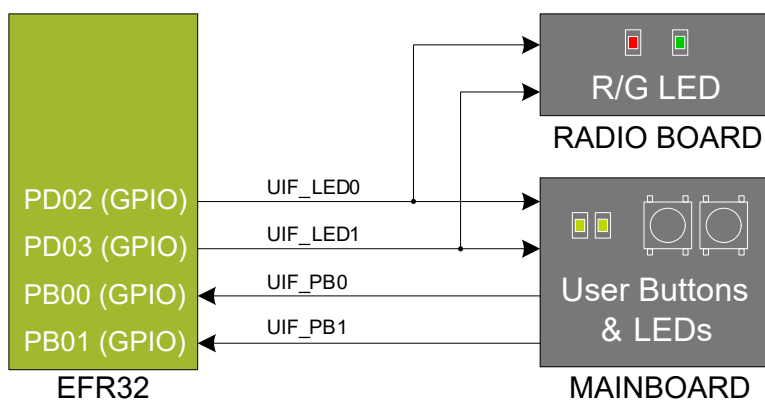 R/G LED
RADIO BOARD
PD02 (GPIO)
UIF_LED0
PD03 (GPIO)
UIF_LED1
PB00 (GPIO)
UIF_PB0
PB01 (GPIO)
UIF_PB1
User Buttons
& LEDs
EFR32
MAINBOARD